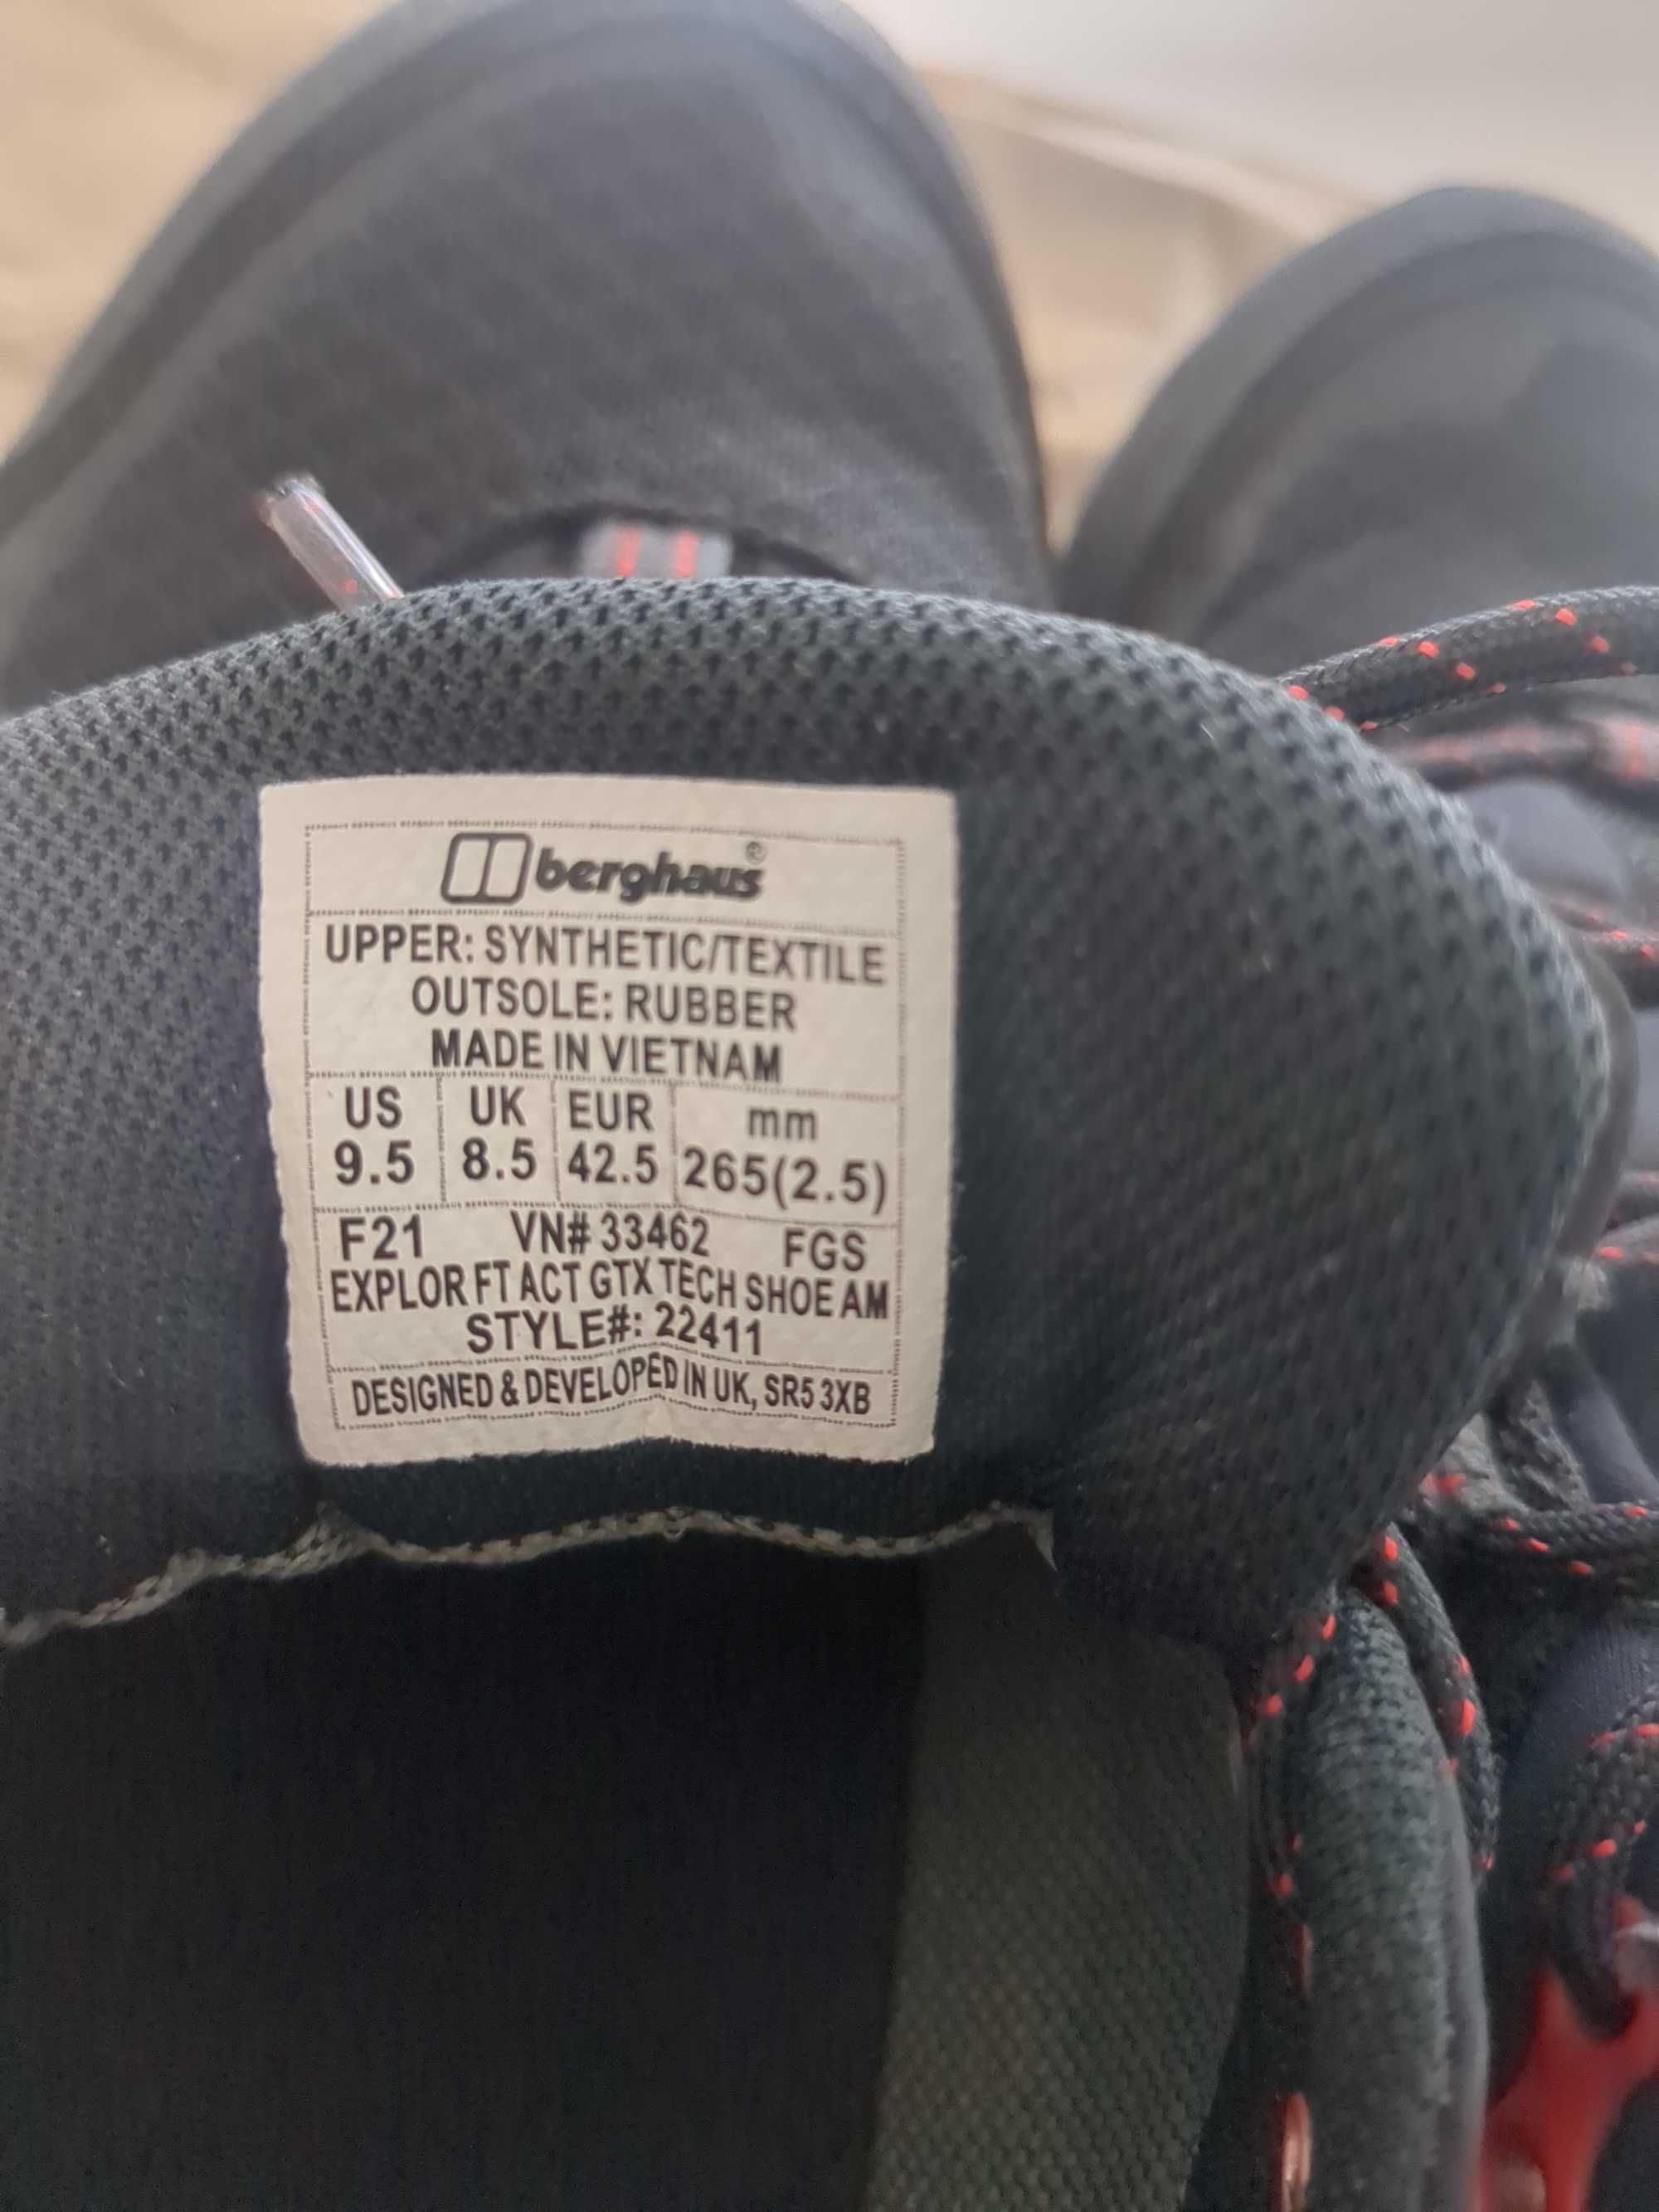 berghaus®
UPPER: SYNTHETIC/TEXTILE
OUTSOLE: RUBBER
MADE IN VIETNAM
US UK EUR mm
9.5 8.5 42.5 265(2.5)
F21 VN# 33462 FGS
EXPLOR FT ACT GTX TECH SHOE AM
STYLE#: 22411
DESIGNED & DEVELOPED IN UK, SR5 3XB